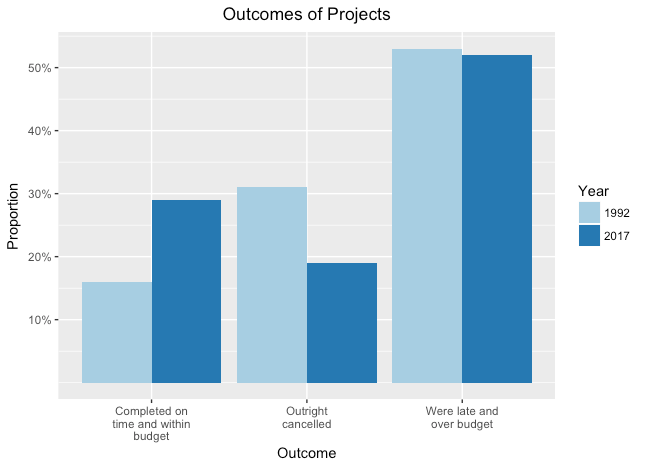 Outcomes of Projects
Proportion
50%
40%
30%
20%
10%
Completed on
time and within
budget
Outright
cancelled
Were late and
over budget
Outcome
Year
1992
2017